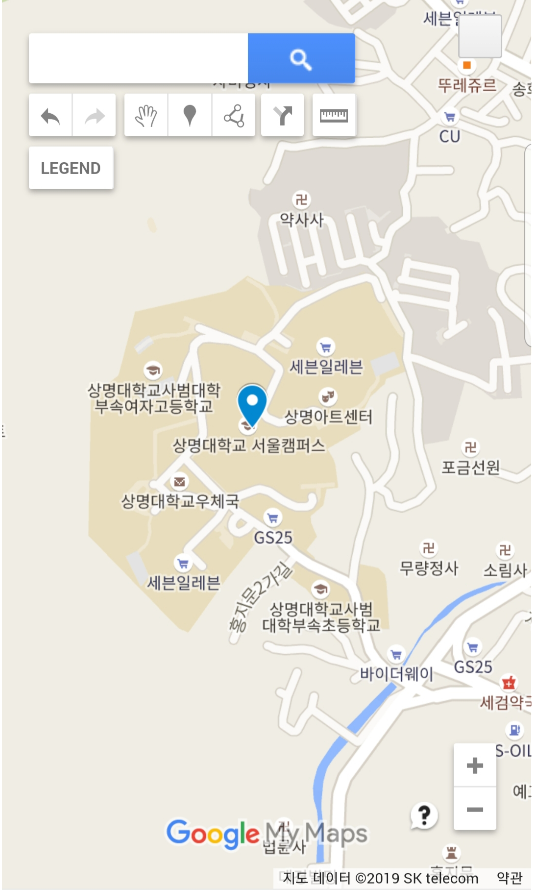 세븐일레븐
뚜레쥬르
CU
LEGEND
약사사
세븐일레븐
상명대학교사범대학
부속여자고등학교
상명아트센터
상명대학교 서울캠퍼스
포금선원
상명대학교우체국
GS25
무량정사
소림사
세븐일레븐
홍지문2가길
상명대학교사범
대학부속초등학교
바이더웨이
GS25
세검약국
S-OIL
?
Google My Maps
법문사
홍지문
지도 데이터 ©2019 SK telecom 약관